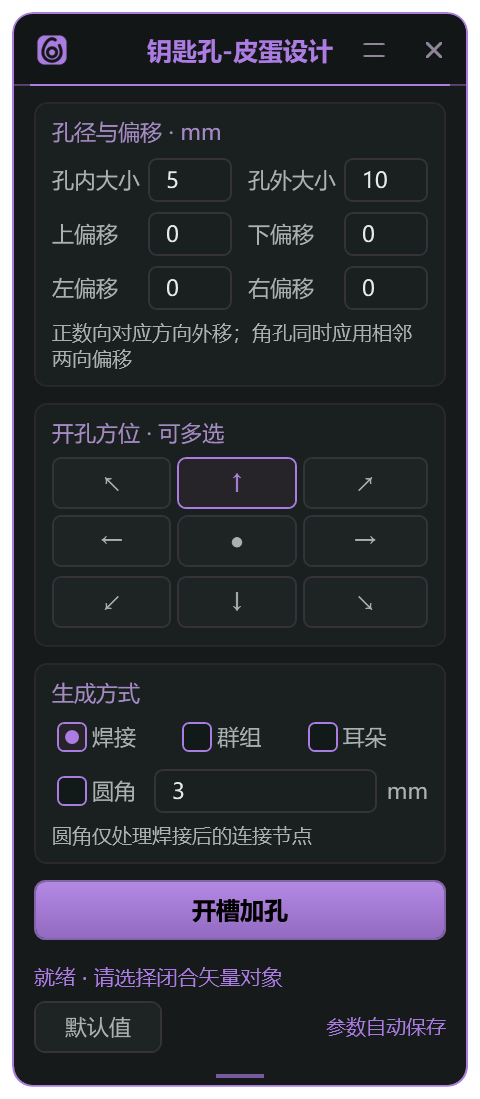 钥匙孔-皮蛋设计
孔径与偏移 · mm
孔内大小 5 孔外大小 10
上偏移 0 下偏移 0
左偏移 0 右偏移 0
正数向对应方向外移；角孔同时应用相邻
两向偏移
开孔方位 · 可多选
↖ ↑ ↗
← ● →
↙ ↓ ↘
生成方式
焊接 群组 耳朵
圆角 3 mm
圆角仅处理焊接后的连接节点
开槽加孔
就绪 · 请选择闭合矢量对象
默认值 参数自动保存